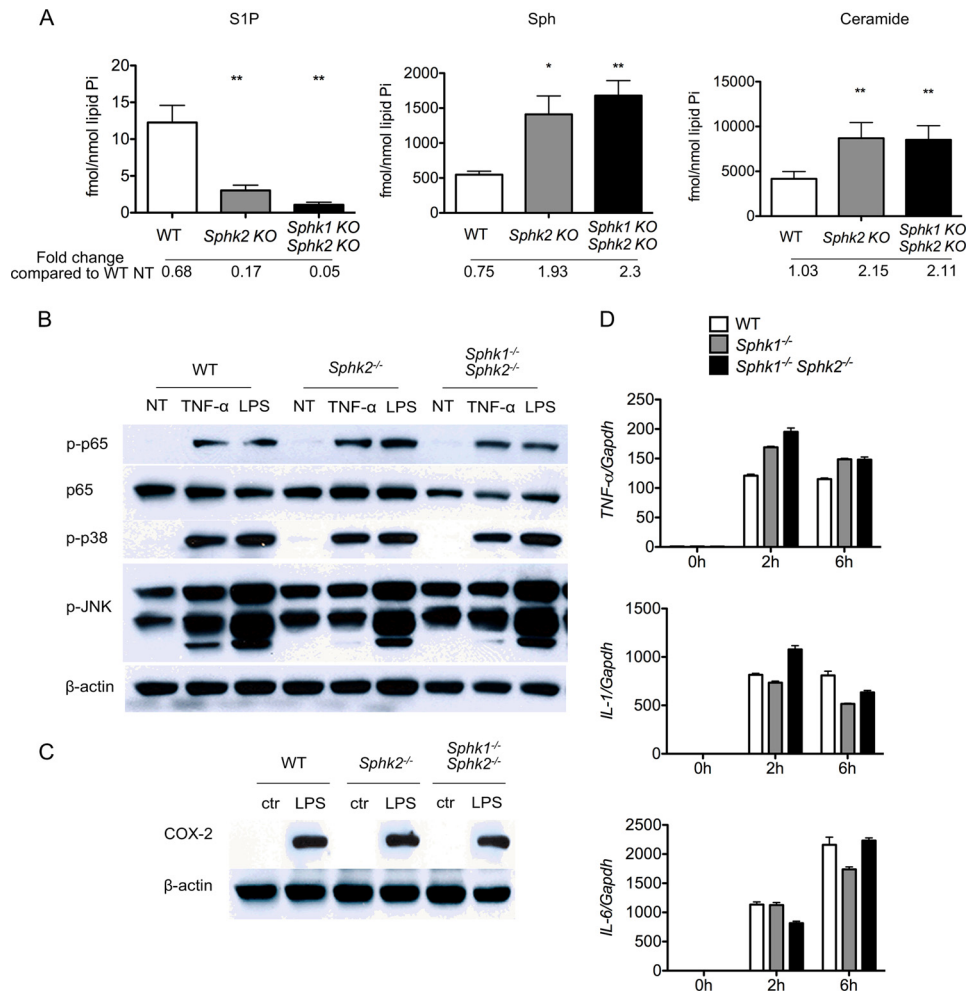 A
S1P
Sph
Ceramide
fmol/nmol lipid Pi
20
15
10
5
0
WT
Sphk2 KO
Sphk1 KO
Sphk2 KO
fmol/nmol lipid Pi
2000
1500
1000
500
0
WT
Sphk2 KO
Sphk1 KO
Sphk2 KO
fmol/nmol lipid Pi
15000
10000
5000
0
WT
Sphk2 KO
Sphk1 KO
Sphk2 KO
**
**
*
**
**
**
Fold change
compared to WT NT
0.68 0.17 0.05
0.75 1.93 2.3
1.03 2.15 2.11
B
WT
Sphk2-/-
Sphk1-/-
Sphk2-/-
NT TNF-α LPS NT TNF-α LPS NT TNF-α LPS
p-p65
p65
p-p38
p-JNK
β-actin
C
WT
Sphk2-/-
Sphk1-/-
Sphk2-/-
ctr LPS ctr LPS ctr LPS
COX-2
β-actin
D
WT
Sphk1-/-
Sphk1-/- Sphk2-/-
TNF-α/Gapdh
250
200
150
100
50
0
0h 2h 6h
IL-1/Gapdh
1500
1000
500
0
0h 2h 6h
IL-6/Gapdh
2500
2000
1500
1000
500
0
0h 2h 6h